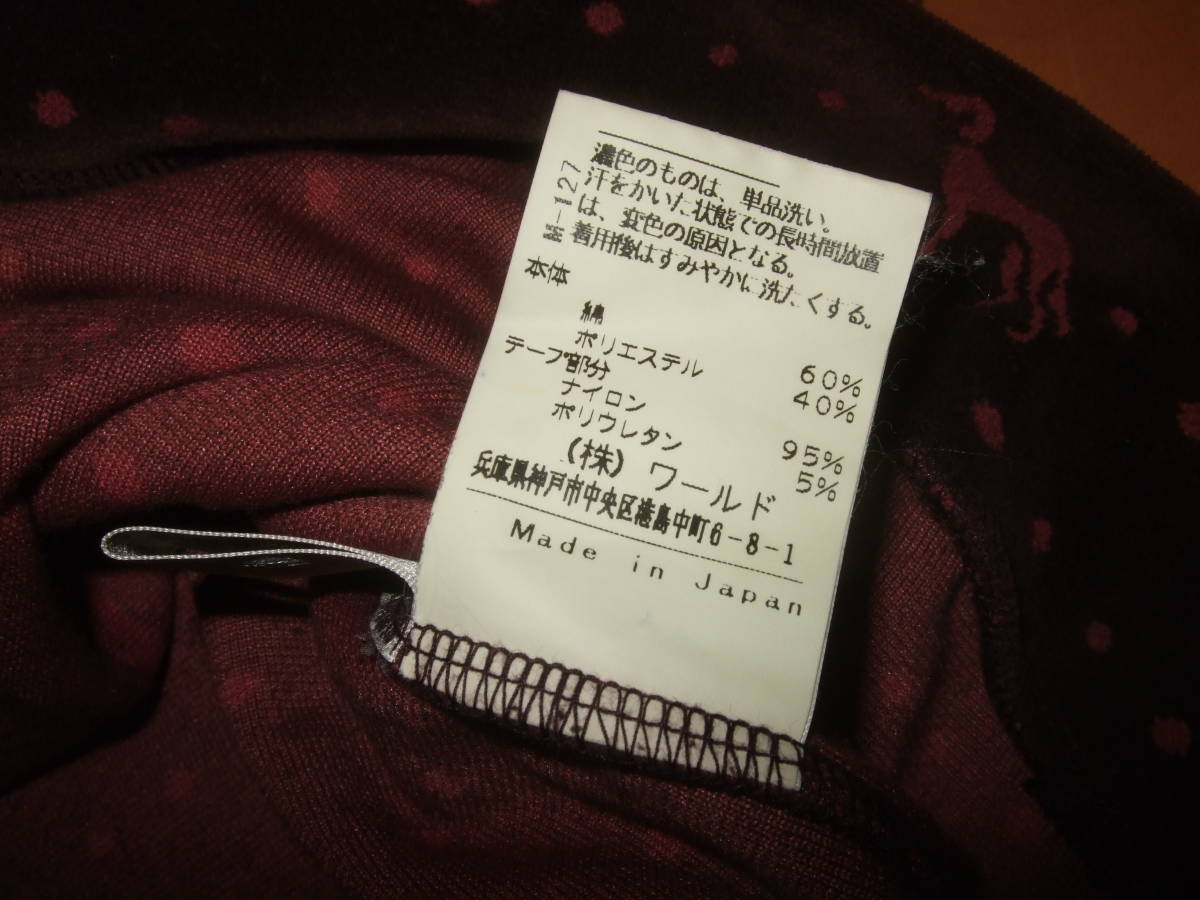 濃色のものは、単品洗い。
汗をかいた状態での長時間放置
は、変色の原因となる。
着用後はすみやかに洗たくする。
M-127
本体
綿 60%
ポリエステル 40%
テープ部分
ナイロン 95%
ポリウレタン 5%
(株) ワールド
兵庫県神戸市中央区港島中町6-8-1
Made in Japan